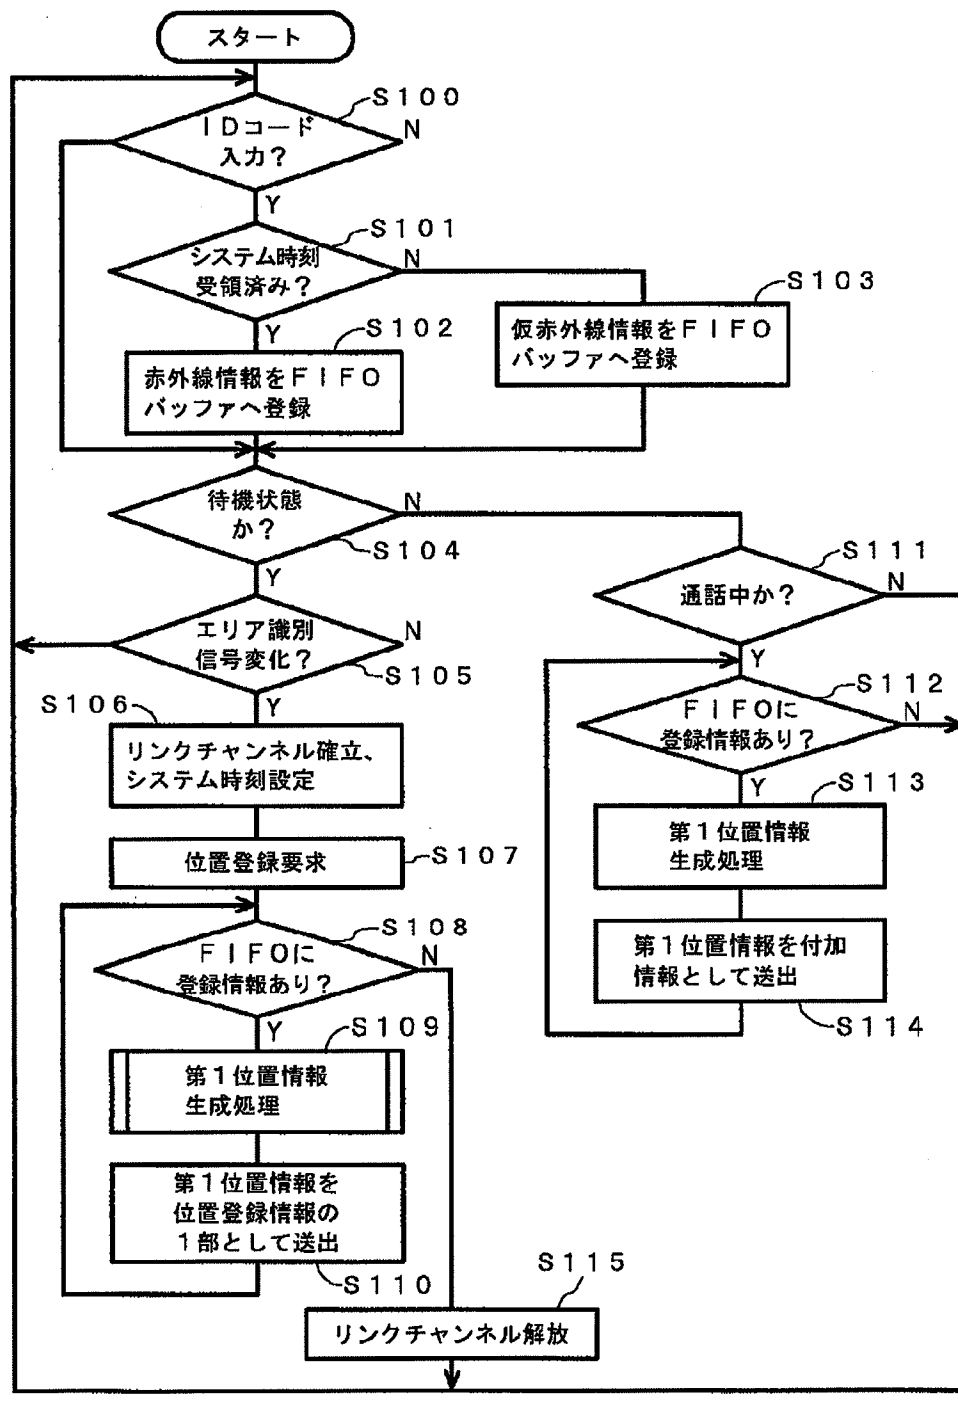 スタート
S100
IDコード
入力?
N
Y
S101
システム時刻
受領済み?
N
Y
S102
赤外線情報をFIFO
バッファへ登録
S103
仮赤外線情報をFIFO
バッファへ登録
待機状態
か?
N
S104
Y
エリア識別
信号変化?
N
S105
Y
S106
リンクチャンネル確立、
システム時刻設定
位置登録要求
S107
S108
FIFOに
登録情報あり?
N
Y
S109
第1位置情報
生成処理
第1位置情報を
位置登録情報の
1部として送出
S110
S111
通話中か?
N
Y
S112
FIFOに
登録情報あり?
N
Y
S113
第1位置情報
生成処理
第1位置情報を付加
情報として送出
S114
S115
リンクチャンネル解放